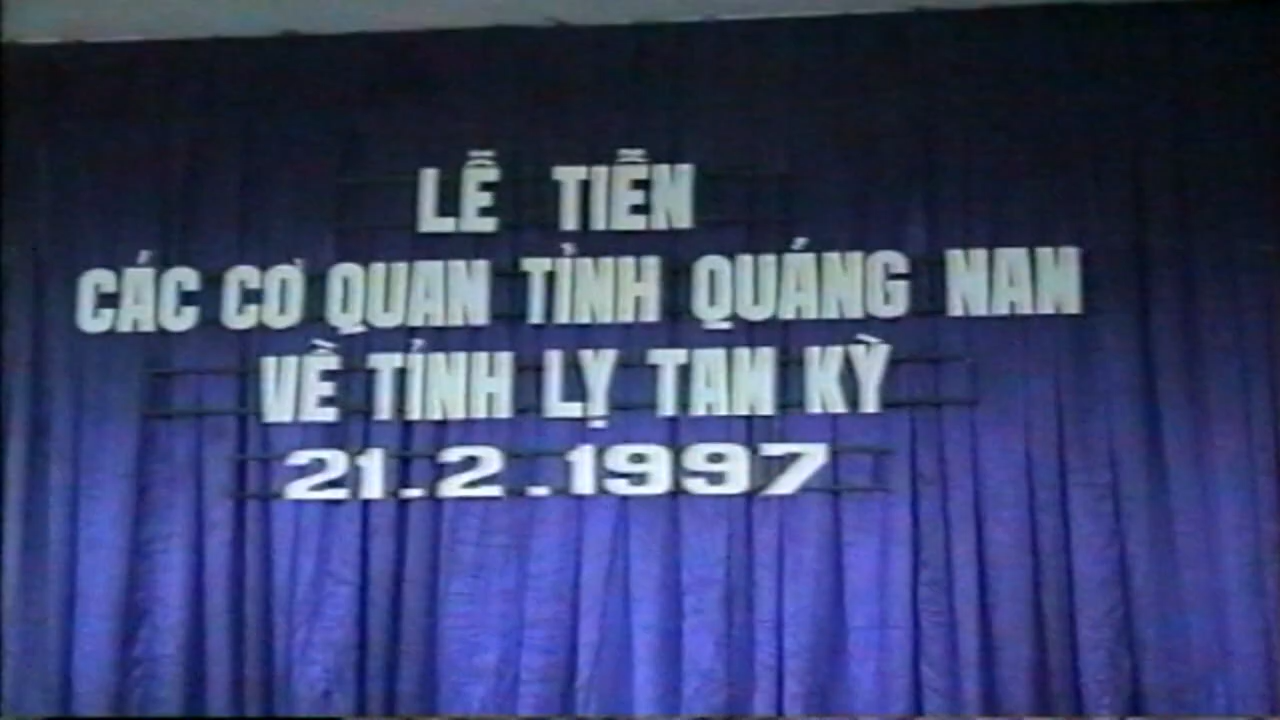 LỄ TIỄN
CÁC CƠ QUAN TỈNH QUẢNG NAM
VỀ TỈNH LỴ TAM KỲ
21.2.1997